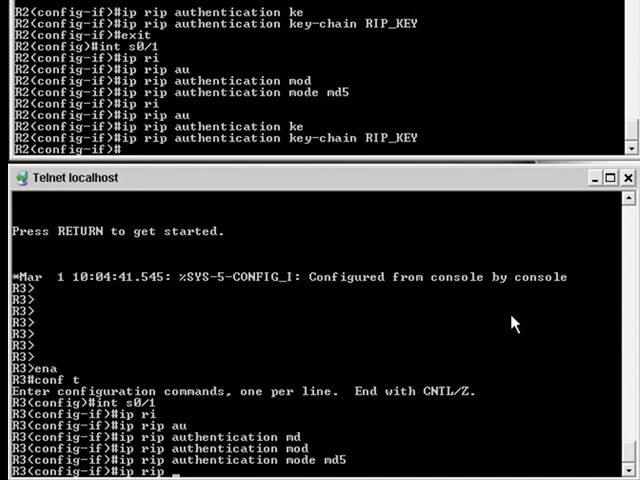 R2(config-if)#ip rip authentication ke
R2(config-if)#ip rip authentication key-chain RIP_KEY
R2(config-if)#exit
R2(config)#int s0/1
R2(config-if)#ip ri
R2(config-if)#ip rip au
R2(config-if)#ip rip authentication mod
R2(config-if)#ip rip authentication mode md5
R2(config-if)#ip ri
R2(config-if)#ip rip au
R2(config-if)#ip rip authentication ke
R2(config-if)#ip rip authentication key-chain RIP_KEY
R2(config-if)#
Telnet localhost
Press RETURN to get started.
*Mar  1 10:04:41.545: %SYS-5-CONFIG_I: Configured from console by console
R3>
R3>
R3>
R3>
R3>
R3>
R3>
R3>ena
R3#conf t
Enter configuration commands, one per line.  End with CNTL/Z.
R3(config)#int s0/1
R3(config-if)#ip ri
R3(config-if)#ip rip au
R3(config-if)#ip rip authentication md
R3(config-if)#ip rip authentication mod
R3(config-if)#ip rip authentication mode md5
R3(config-if)#ip rip _